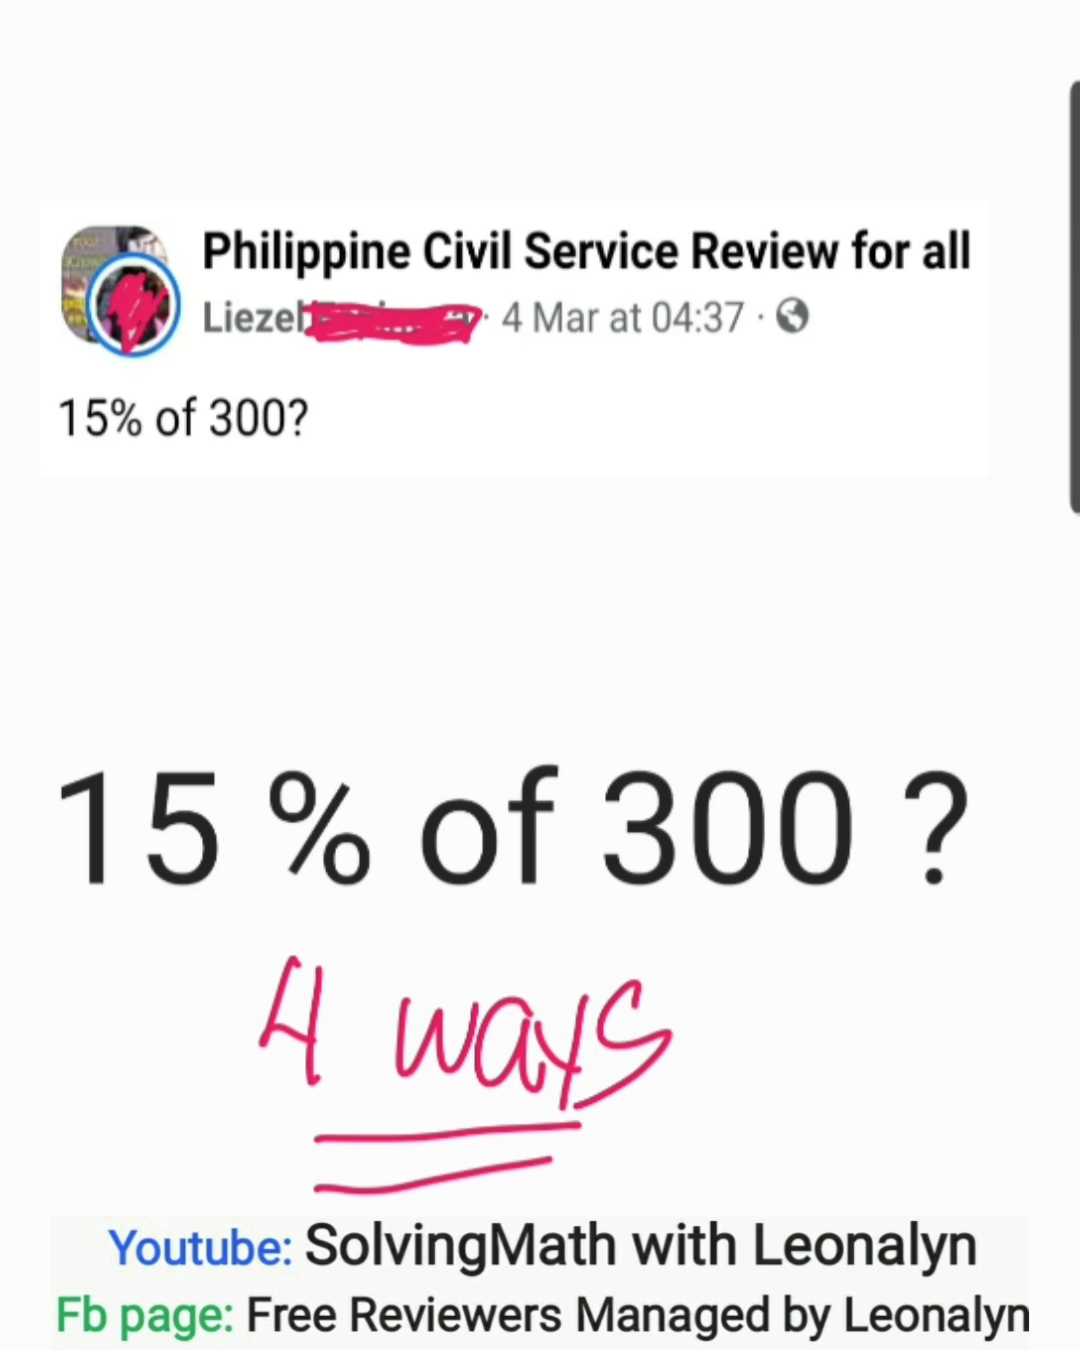 Philippine Civil Service Review for all
Liezel · 4 Mar at 04:37 ·
15% of 300?
15 % of 300 ?
4 ways
Youtube: SolvingMath with Leonalyn
Fb page: Free Reviewers Managed by Leonalyn